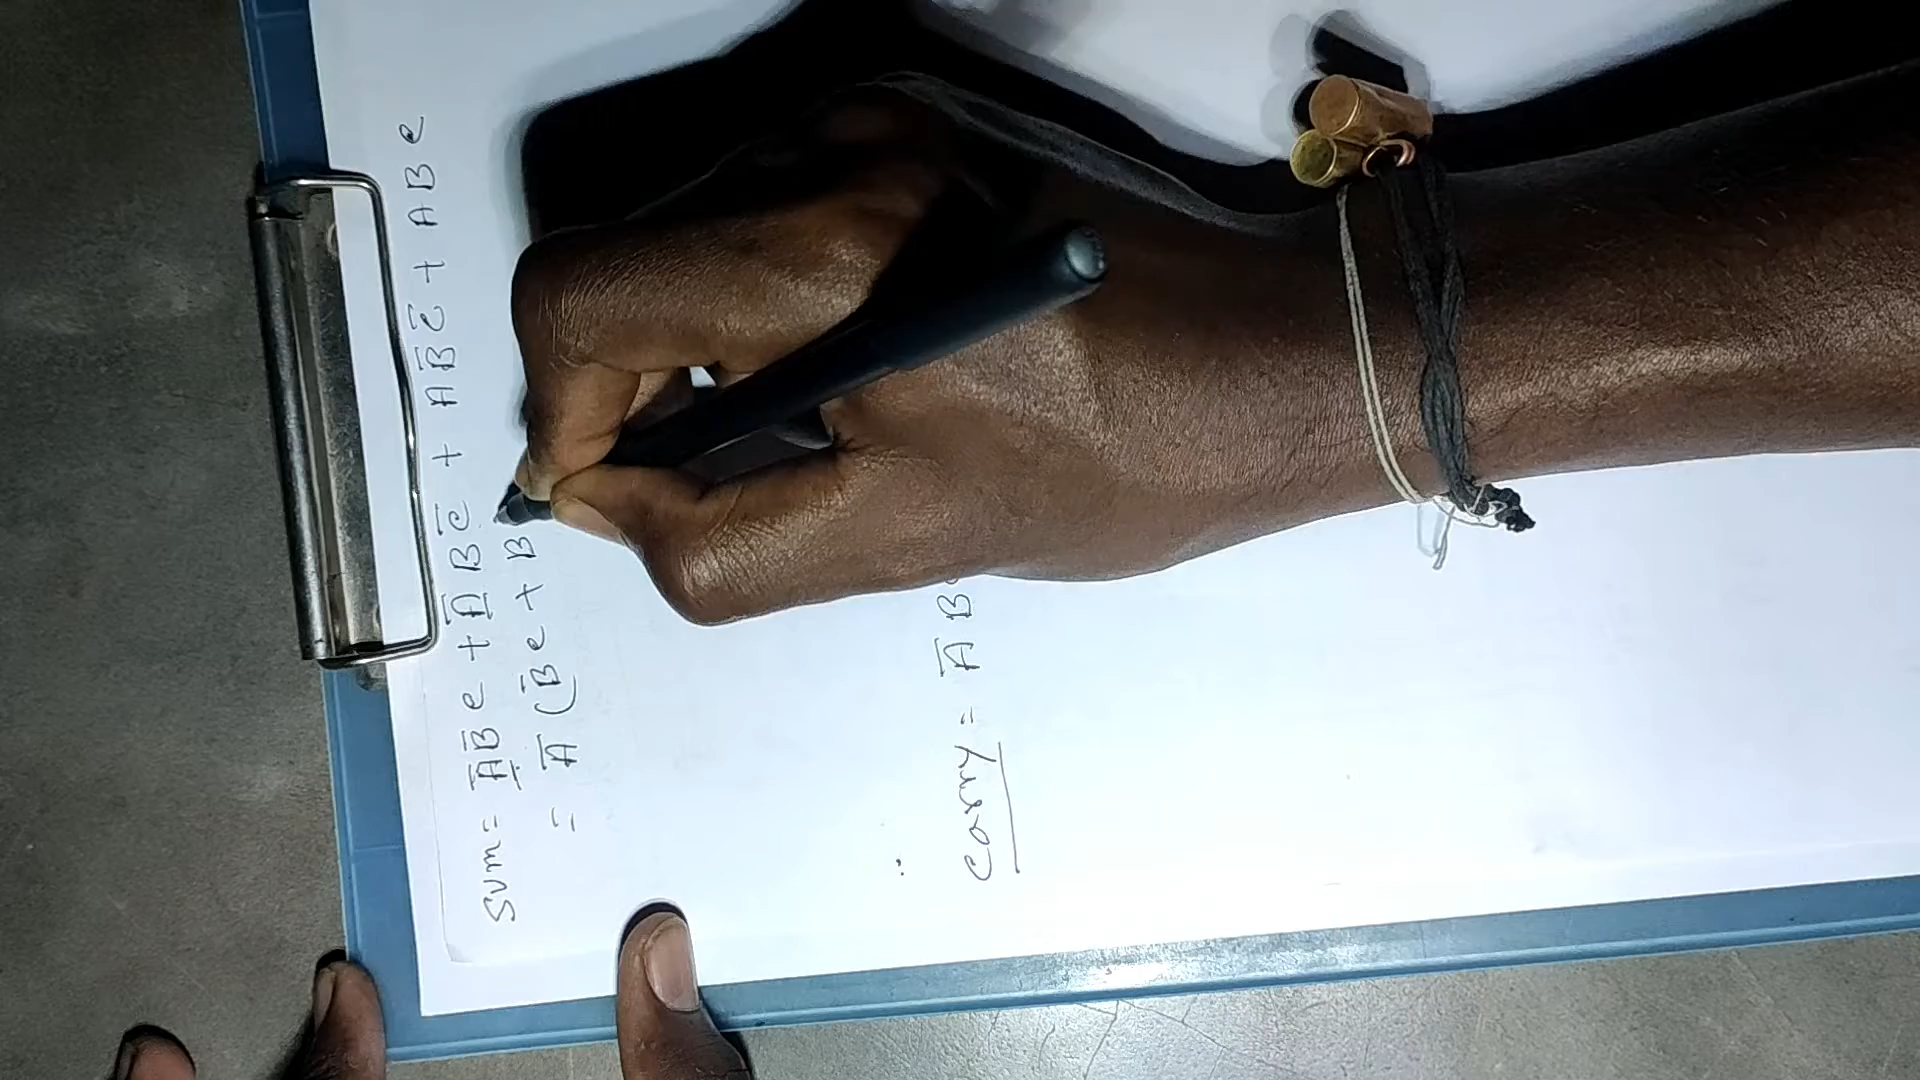 Sum = A̅B̅C + A̅BC̅ + AB̅C̅ + ABC
= A̅(B̅C + B
Carry = A̅B